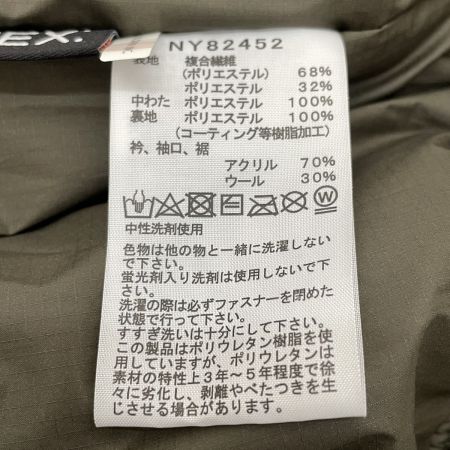 EX.
NY82452
表地 複合繊維
(ポリエステル) 68%
ポリエステル 32%
中わた ポリエステル 100%
裏地 ポリエステル 100%
(コーティング等樹脂加工)
衿、袖口、裾
アクリル 70%
ウール 30%
W
中性洗剤使用
色物は他の物と一緒に洗濯しない
で下さい。
蛍光剤入り洗剤は使用しないで下
さい。
洗濯の際は必ずファスナーを閉めた
状態で行って下さい。
すすぎ洗いは十分にして下さい。
この製品はポリウレタン樹脂を使
用していますが、ポリウレタンは
素材の特性上3年~5年程度で徐
々に劣化し、剥離やべたつきを生
じさせる場合があります。